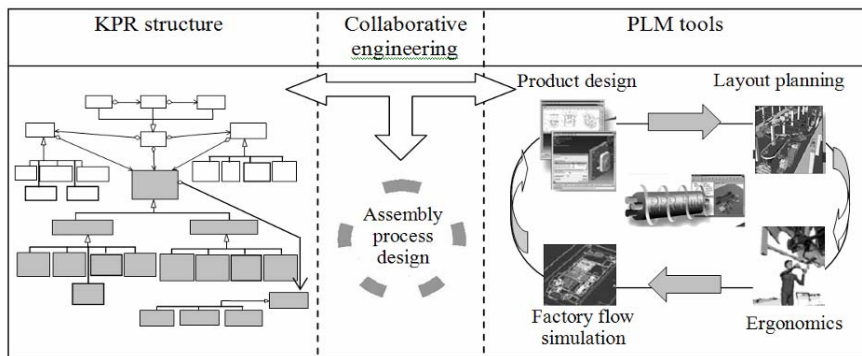 KPR structure
Collaborative
engineering
PLM tools
Product design
Layout planning
Assembly
process
design
Factory flow
simulation
Ergonomics